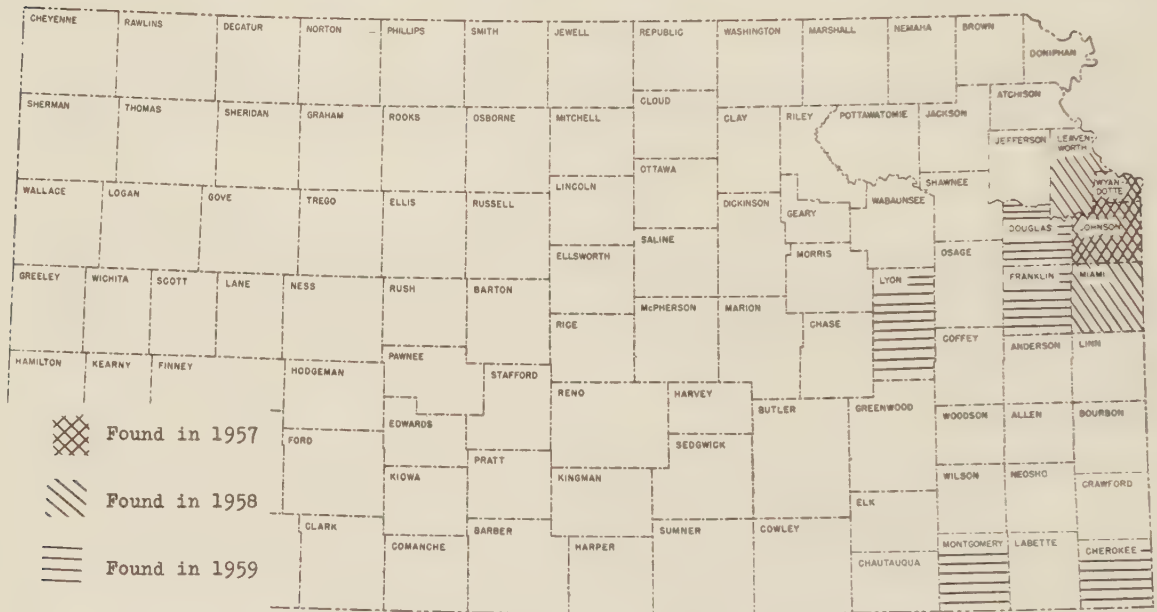 CHEYENNE RAWLINS DECATUR NORTON PHILLIPS SMITH JEWELL REPUBLIC WASHINGTON MARSHALL NEMAHA BROWN
DONIPHAN
SHERMAN THOMAS SHERIDAN GRAHAM ROOKS OSBORNE MITCHELL CLOUD CLAY RILEY POTTAWATOMIE JACKSON ATCHISON
JEFFERSON LEAVEN-
WORTH
WALLACE LOGAN GOVE TREGO ELLIS RUSSELL LINCOLN OTTAWA DICKINSON GEARY WABAUNSEE SHAWNEE WYAN-
DOTTE
ELLSWORTH SALINE MORRIS OSAGE DOUGLAS JOHNSON
GREELEY WICHITA SCOTT LANE NESS RUSH BARTON LYON FRANKLIN MIAMI
RICE McPHERSON MARION CHASE COFFEY ANDERSON LINN
HAMILTON KEARNY FINNEY HODGEMAN PAWNEE STAFFORD
RENO HARVEY BUTLER GREENWOOD WOODSON ALLEN BOURBON
Found in 1957
FORD EDWARDS PRATT SEDGWICK
KIOWA KINGMAN WILSON NEOSHO CRAWFORD
Found in 1958
ELK
CLARK COMANCHE BARBER HARPER SUMNER COWLEY MONTGOMERY LABETTE CHEROKEE
CHAUTAUQUA
Found in 1959